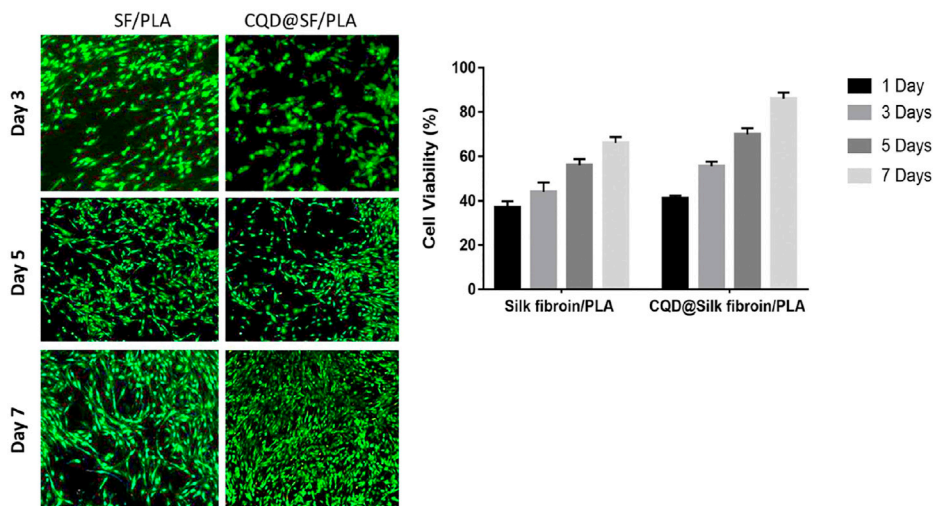 SF/PLA
CQD@SF/PLA
Day 3
Day 5
Day 7
Cell Viability (%)
100
80
60
40
20
0
Silk fibroin/PLA
CQD@Silk fibroin/PLA
1 Day
3 Days
5 Days
7 Days